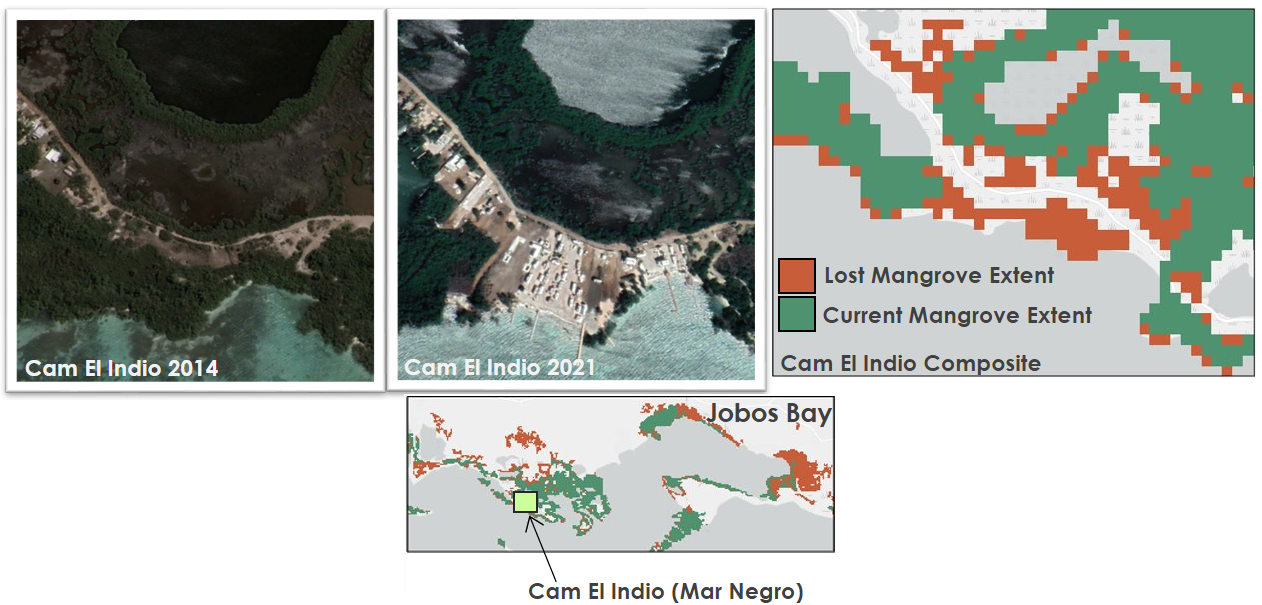 Cam El Indio 2014
Cam El Indio 2021
Lost Mangrove Extent
Current Mangrove Extent
Cam El Indio Composite
Jobos Bay
Cam El Indio (Mar Negro)